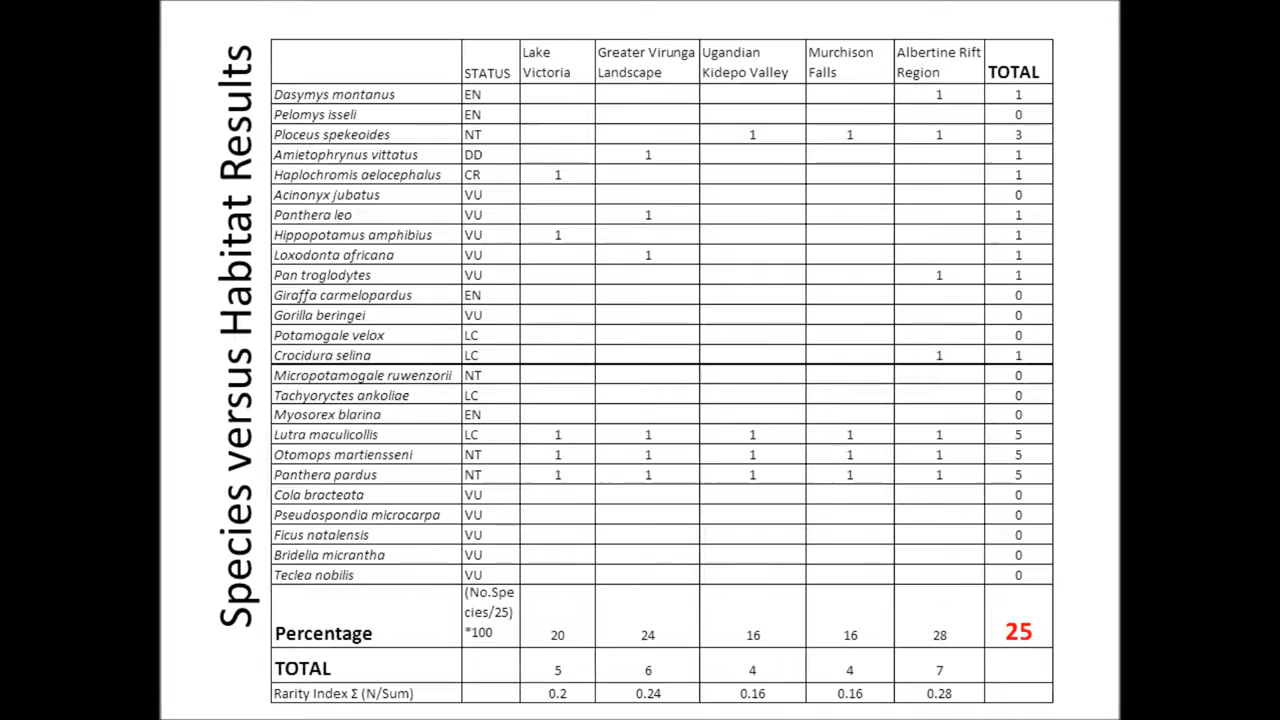 Species versus Habitat Results
STATUS Lake Victoria Greater Virunga Landscape Ugandian Kidepo Valley Murchison Falls Albertine Rift Region TOTAL
Dasymys montanus EN 1 1
Pelomys isseli EN 0
Ploceus spekeoides NT 1 1 1 3
Amietophrynus vittatus DD 1 1
Haplochromis aelocephalus CR 1 1
Acinonyx jubatus VU 0
Panthera leo VU 1 1
Hippopotamus amphibius VU 1 1
Loxodonta africana VU 1 1
Pan troglodytes VU 1 1
Giraffa carmelopardus EN 0
Gorilla beringei VU 0
Potamogale velox LC 0
Crocidura selina LC 1 1
Micropotamogale ruwenzorii NT 0
Tachyoryctes ankoliae LC 0
Myosorex blarina EN 0
Lutra maculicollis LC 1 1 1 1 1 5
Otomops martiensseni NT 1 1 1 1 1 5
Panthera pardus NT 1 1 1 1 1 5
Cola bracteata VU 0
Pseudospondia microcarpa VU 0
Ficus natalensis VU 0
Bridelia micrantha VU 0
Teclea nobilis VU 0
Percentage (No.Species/25) *100 20 24 16 16 28 25
TOTAL 5 6 4 4 7
Rarity Index Σ (N/Sum) 0.2 0.24 0.16 0.16 0.28